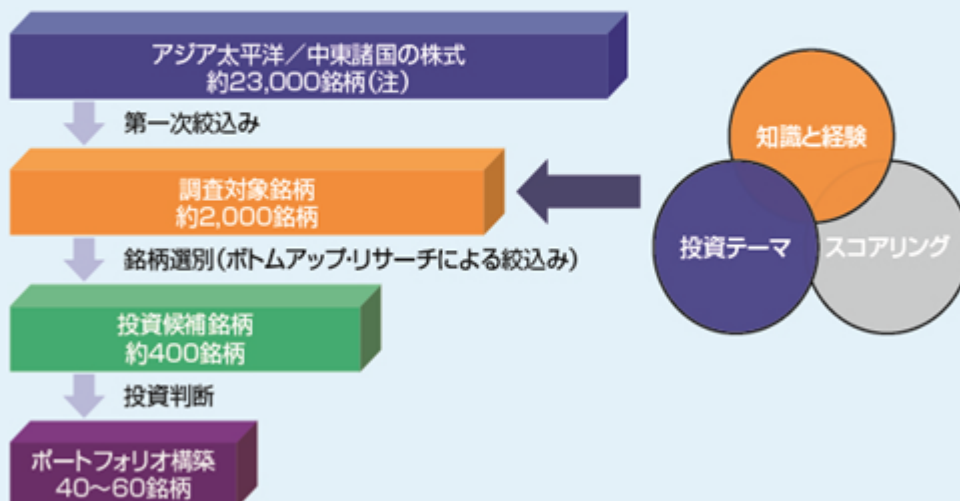 アジア太平洋／中東諸国の株式
約23,000銘柄(注)
第一次絞込み
調査対象銘柄
約2,000銘柄
銘柄選別(ボトムアップ・リサーチによる絞込み)
投資候補銘柄
約400銘柄
投資判断
ポートフォリオ構築
40～60銘柄
知識と経験
投資テーマ
スコアリング